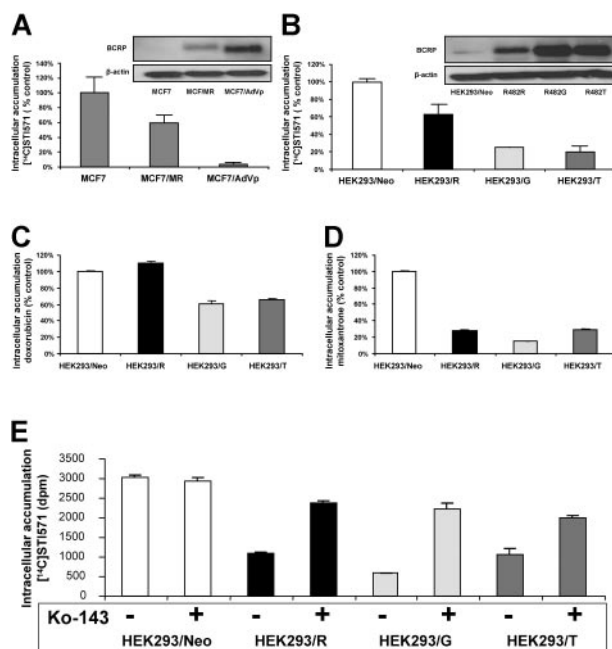 A
BCRP
β-actin
MCF7 MCF/MR MCF7/AdVp
Intracellular accumulation
[¹⁴C]STI571 ( % control)
120%
100%
80%
60%
40%
20%
0%
MCF7 MCF7/MR MCF7/AdVp
B
BCRP
β-actin
HEK293/Neo R482R R482G R482T
Intracellular accumulation
[¹⁴C]STI571 (% control)
120%
100%
80%
60%
40%
20%
0%
HEK293/Neo HEK293/R HEK293/G HEK293/T
C
Intracellular accumulation
doxorubicin (% control)
120%
100%
80%
60%
40%
20%
0%
HEK293/Neo HEK293/R HEK293/G HEK293/T
D
Intracellular accumulation
mitoxantrone (% control)
120%
100%
80%
60%
40%
20%
0%
HEK293/Neo HEK293/R HEK293/G HEK293/T
E
Intracellular accumulation
[¹⁴C]STI571 (dpm)
3500
3000
2500
2000
1500
1000
500
0
Ko-143 - + - + - + - +
HEK293/Neo HEK293/R HEK293/G HEK293/T